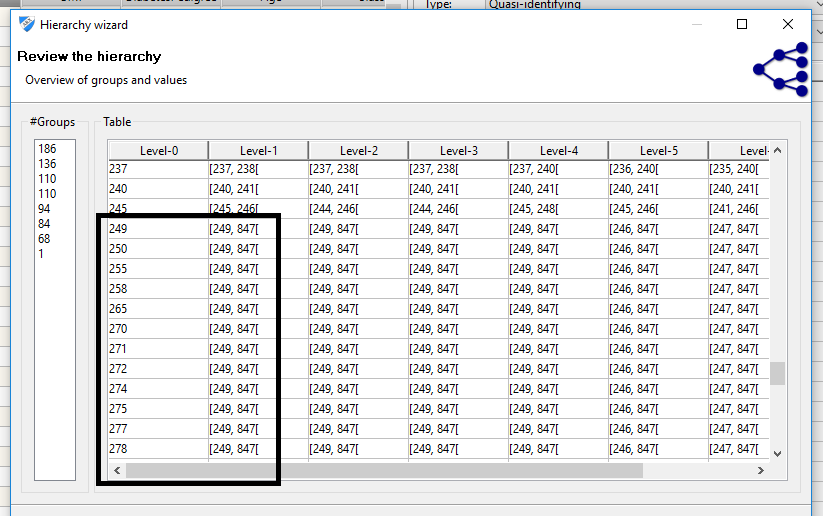 Type: Quasi-identifying
Hierarchy wizard
Review the hierarchy
Overview of groups and values
#Groups
186
136
110
110
94
84
68
1
Table
Level-0 Level-1 Level-2 Level-3 Level-4 Level-5 Level-
237 [237, 238[ [237, 238[ [237, 238[ [237, 240[ [236, 240[ [235, 240[
240 [240, 241[ [240, 241[ [240, 241[ [240, 241[ [240, 241[ [240, 241[
245 [245, 246[ [244, 246[ [244, 246[ [245, 248[ [245, 246[ [241, 246[
249 [249, 847[ [249, 847[ [249, 847[ [249, 847[ [246, 847[ [247, 847[
250 [249, 847[ [249, 847[ [249, 847[ [249, 847[ [246, 847[ [247, 847[
255 [249, 847[ [249, 847[ [249, 847[ [249, 847[ [246, 847[ [247, 847[
258 [249, 847[ [249, 847[ [249, 847[ [249, 847[ [246, 847[ [247, 847[
265 [249, 847[ [249, 847[ [249, 847[ [249, 847[ [246, 847[ [247, 847[
270 [249, 847[ [249, 847[ [249, 847[ [249, 847[ [246, 847[ [247, 847[
271 [249, 847[ [249, 847[ [249, 847[ [249, 847[ [246, 847[ [247, 847[
272 [249, 847[ [249, 847[ [249, 847[ [249, 847[ [246, 847[ [247, 847[
274 [249, 847[ [249, 847[ [249, 847[ [249, 847[ [246, 847[ [247, 847[
275 [249, 847[ [249, 847[ [249, 847[ [249, 847[ [246, 847[ [247, 847[
277 [249, 847[ [249, 847[ [249, 847[ [249, 847[ [246, 847[ [247, 847[
278 [249, 847[ [249, 847[ [249, 847[ [249, 847[ [246, 847[ [247, 847[